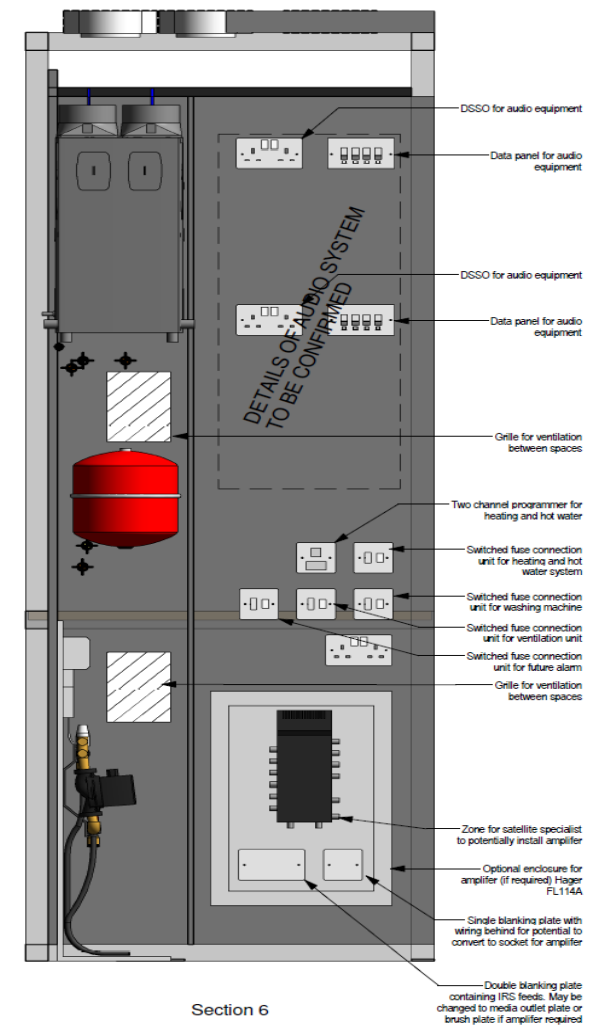 DSSO for audio equipment
Data panel for audio
equipment
DETAILS OF AUDIO SYSTEM
TO BE CONFIRMED
DSSO for audio equipment
Data panel for audio
equipment
Grille for ventilation
between spaces
Two channel programmer for
heating and hot water
Switched fuse connection
unit for heating and hot
water system
Switched fuse connection
unit for washing machine
Switched fuse connection
unit for ventilation unit
Switched fuse connection
unit for future alarm
Grille for ventilation
between spaces
Zone for satellite specialist
to potentially install amplifer
Optional enclosure for
amplifer (if required) Hager
FL114A
Single blanking plate with
wiring behind for potential to
convert to socket for amplifer
Double blanking plate
containing IRS feeds. May be
changed to media outlet plate or
brush plate if amplifer required
Section 6